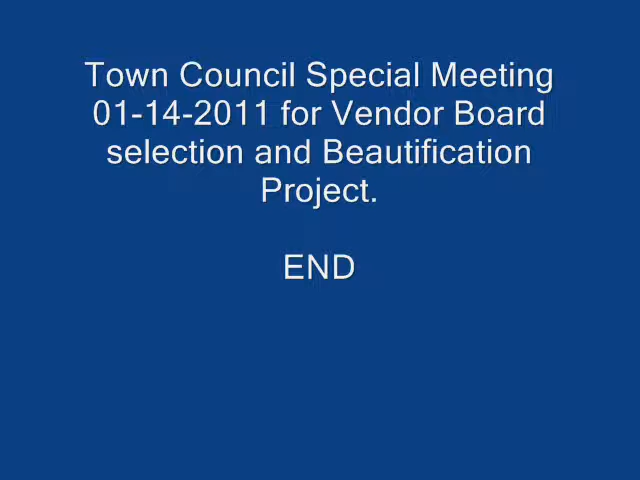 Town Council Special Meeting
01-14-2011 for Vendor Board
selection and Beautification
Project.
END